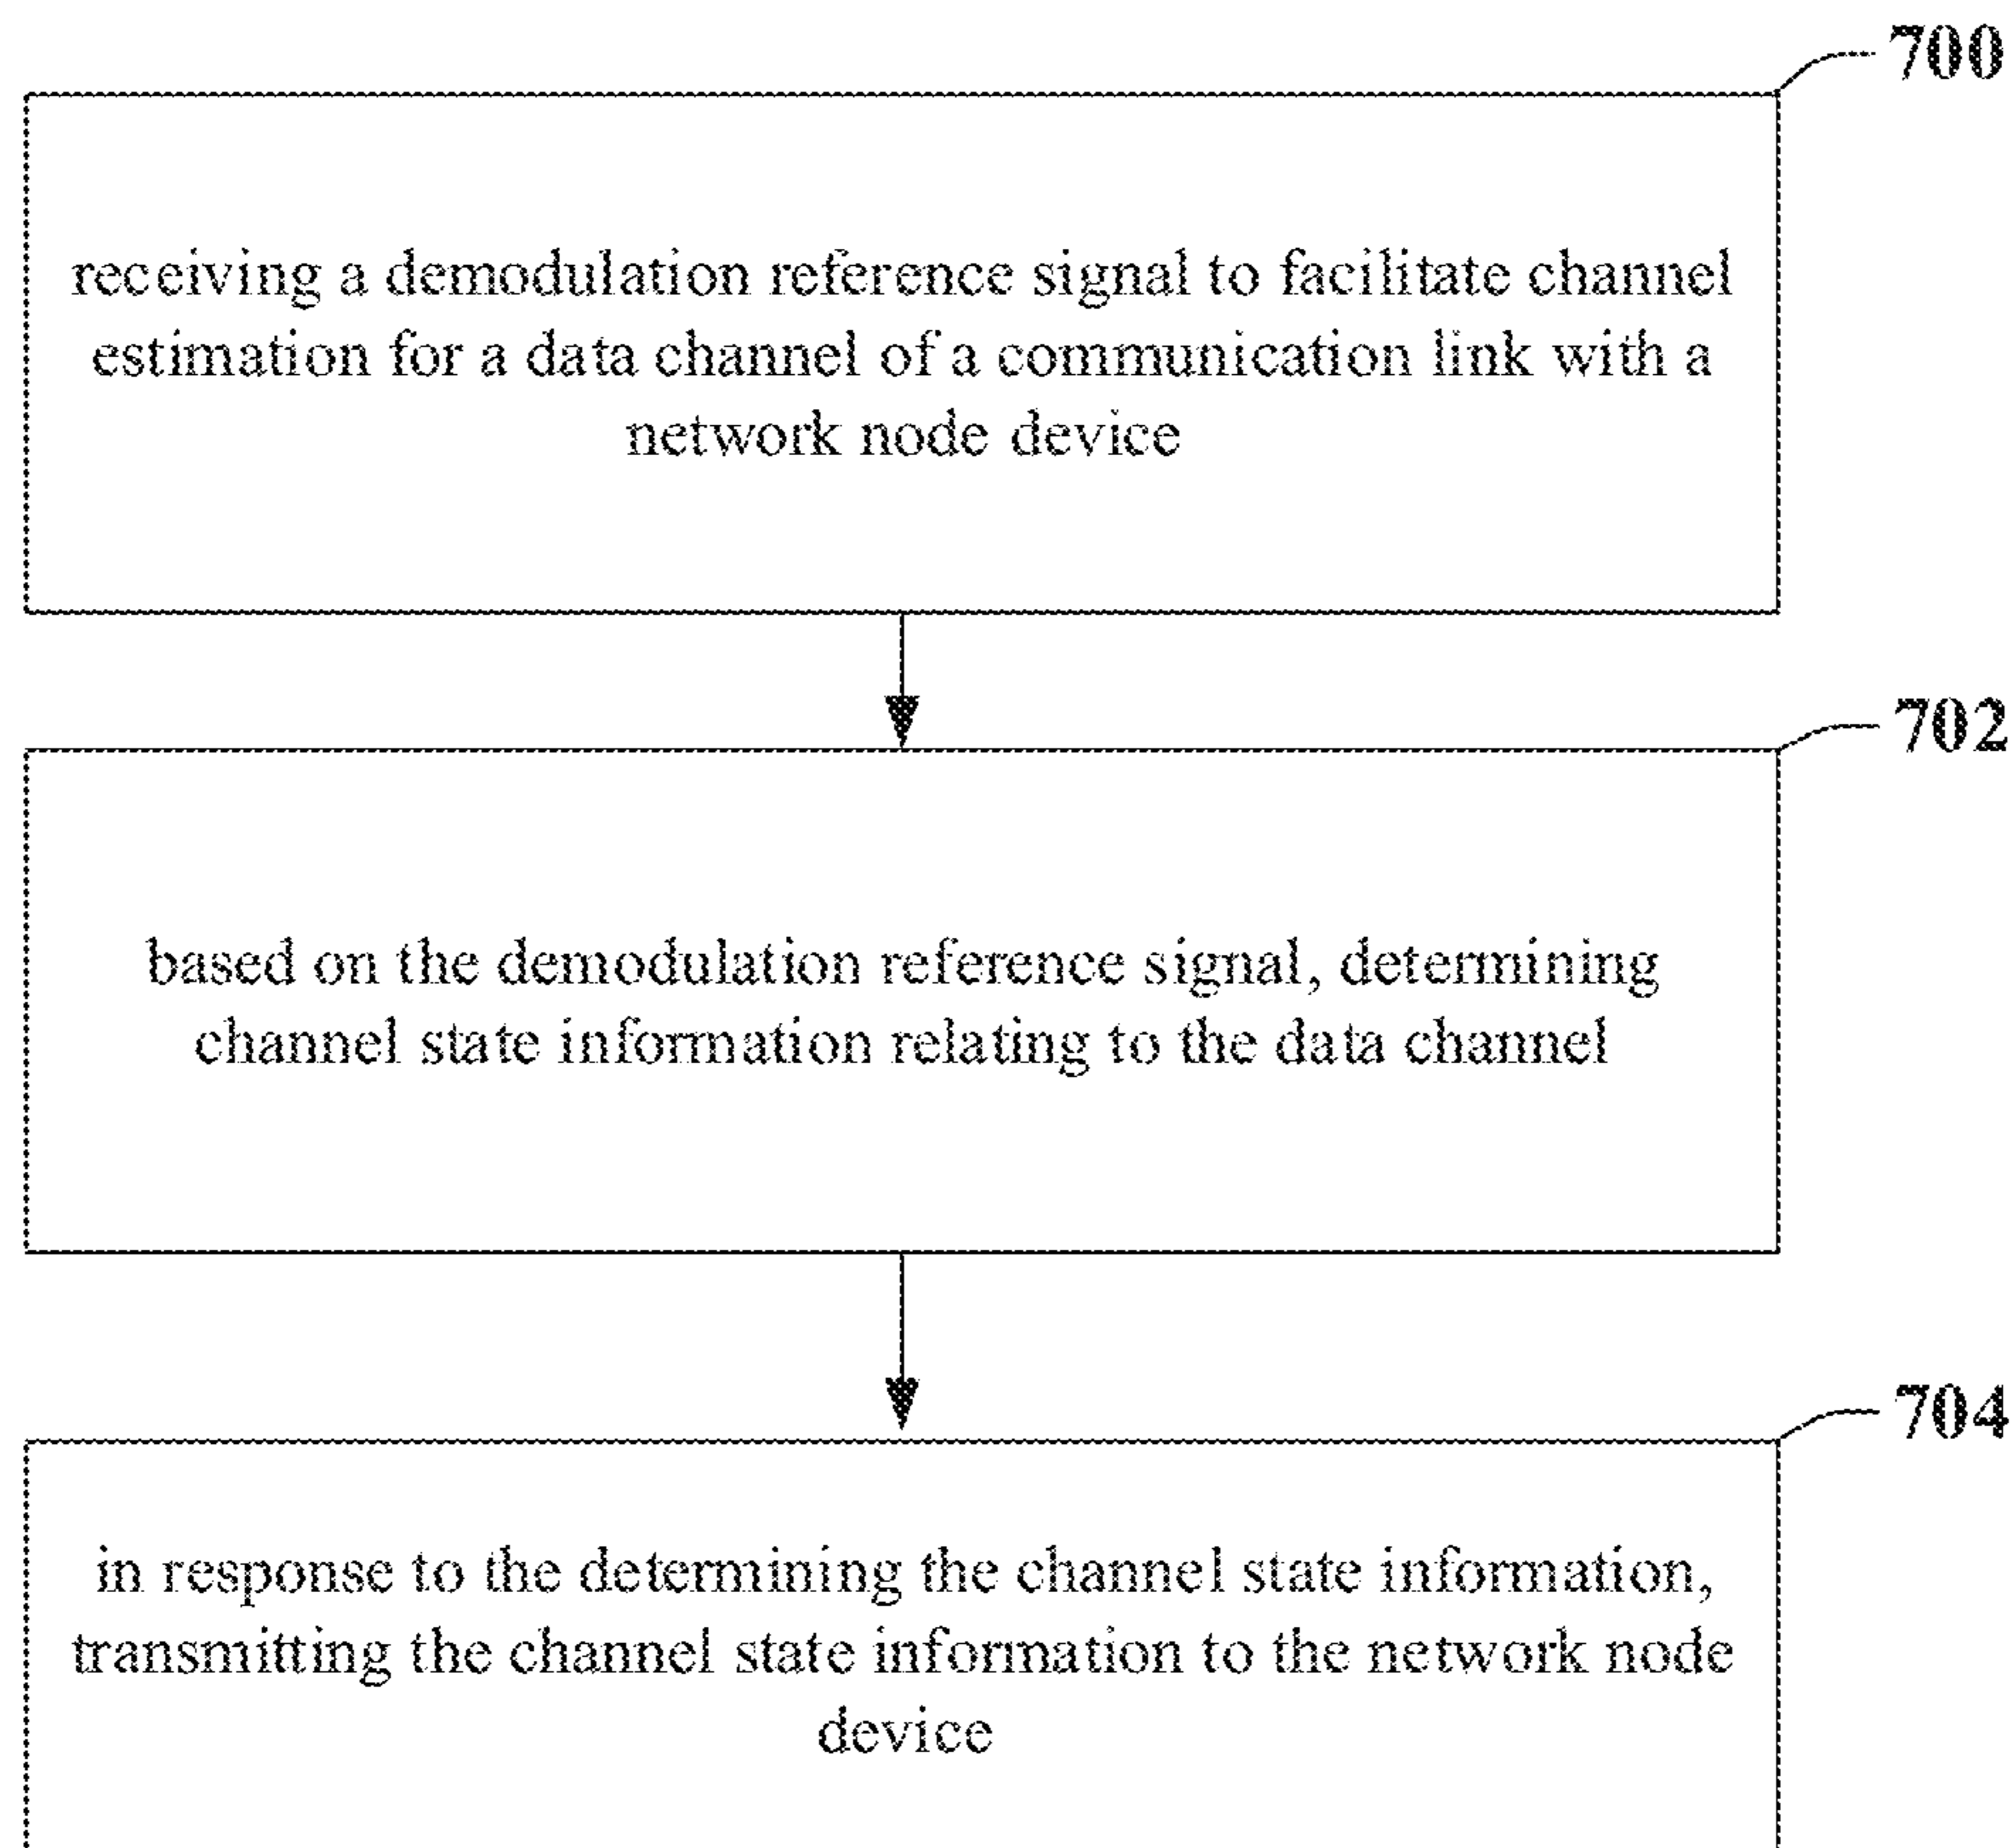 700
receiving a demodulation reference signal to facilitate channel
estimation for a data channel of a communication link with a
network node device
702
based on the demodulation reference signal, determining
channel state information relating to the data channel
704
in response to the determining the channel state information,
transmitting the channel state information to the network node
device